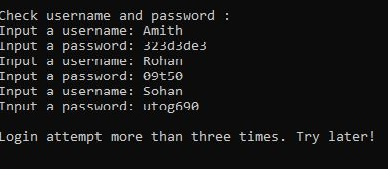 Check username and password :
Input a username: Amith
Input a password: 323d3de3
Input a username: Rohan
Input a password: 09t50
Input a username: Sohan
Input a password: utog690
Login attempt more than three times. Try later!